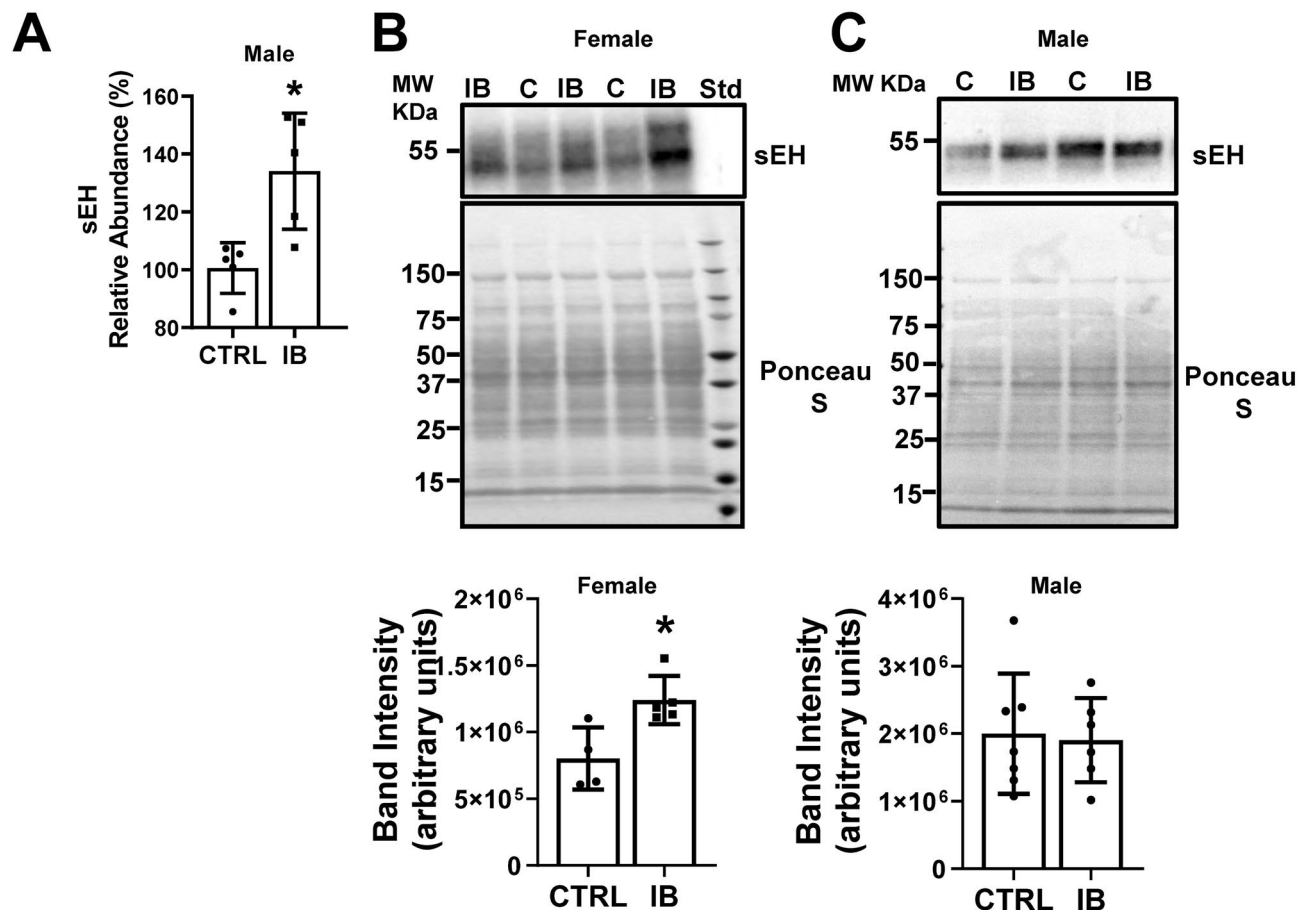 A
Male
*
160
140
120
100
80
sEH
Relative Abundance (%)
CTRL IB
B
Female
MW
KDa
IB C IB C IB Std
55
sEH
150
75
50
37
25
15
Ponceau
S
Female
*
2×10⁶
1.5×10⁶
1×10⁶
5×10⁵
0
Band Intensity
(arbitrary units)
CTRL IB
C
Male
MW KDa C IB C IB
55
sEH
150
75
50
37
25
15
Ponceau
S
Male
4×10⁶
3×10⁶
2×10⁶
1×10⁶
0
Band Intensity
(arbitrary units)
CTRL IB